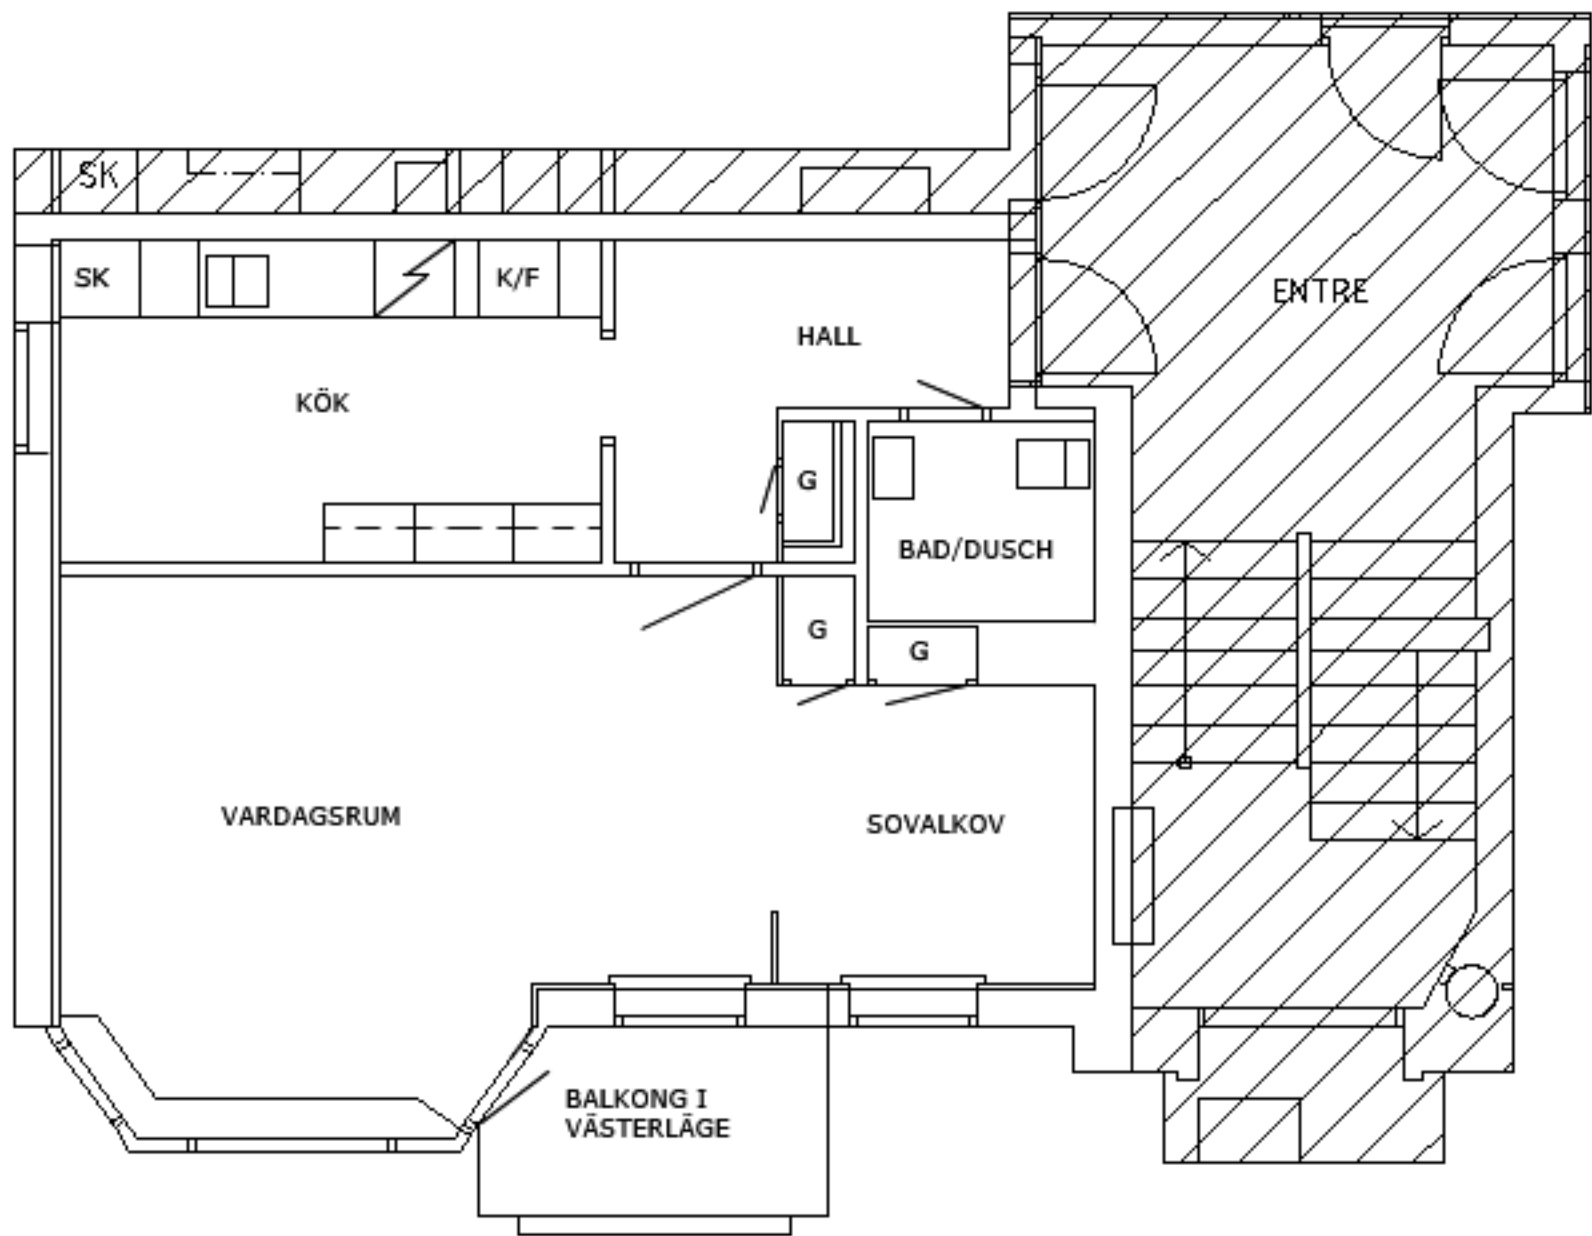 SK
SK
K/F
ENTRE
HALL
KÖK
G
BAD/DUSCH
G
G
VARDAGSRUM
SOVALKOV
BALKONG I
VÄSTERLÄGE